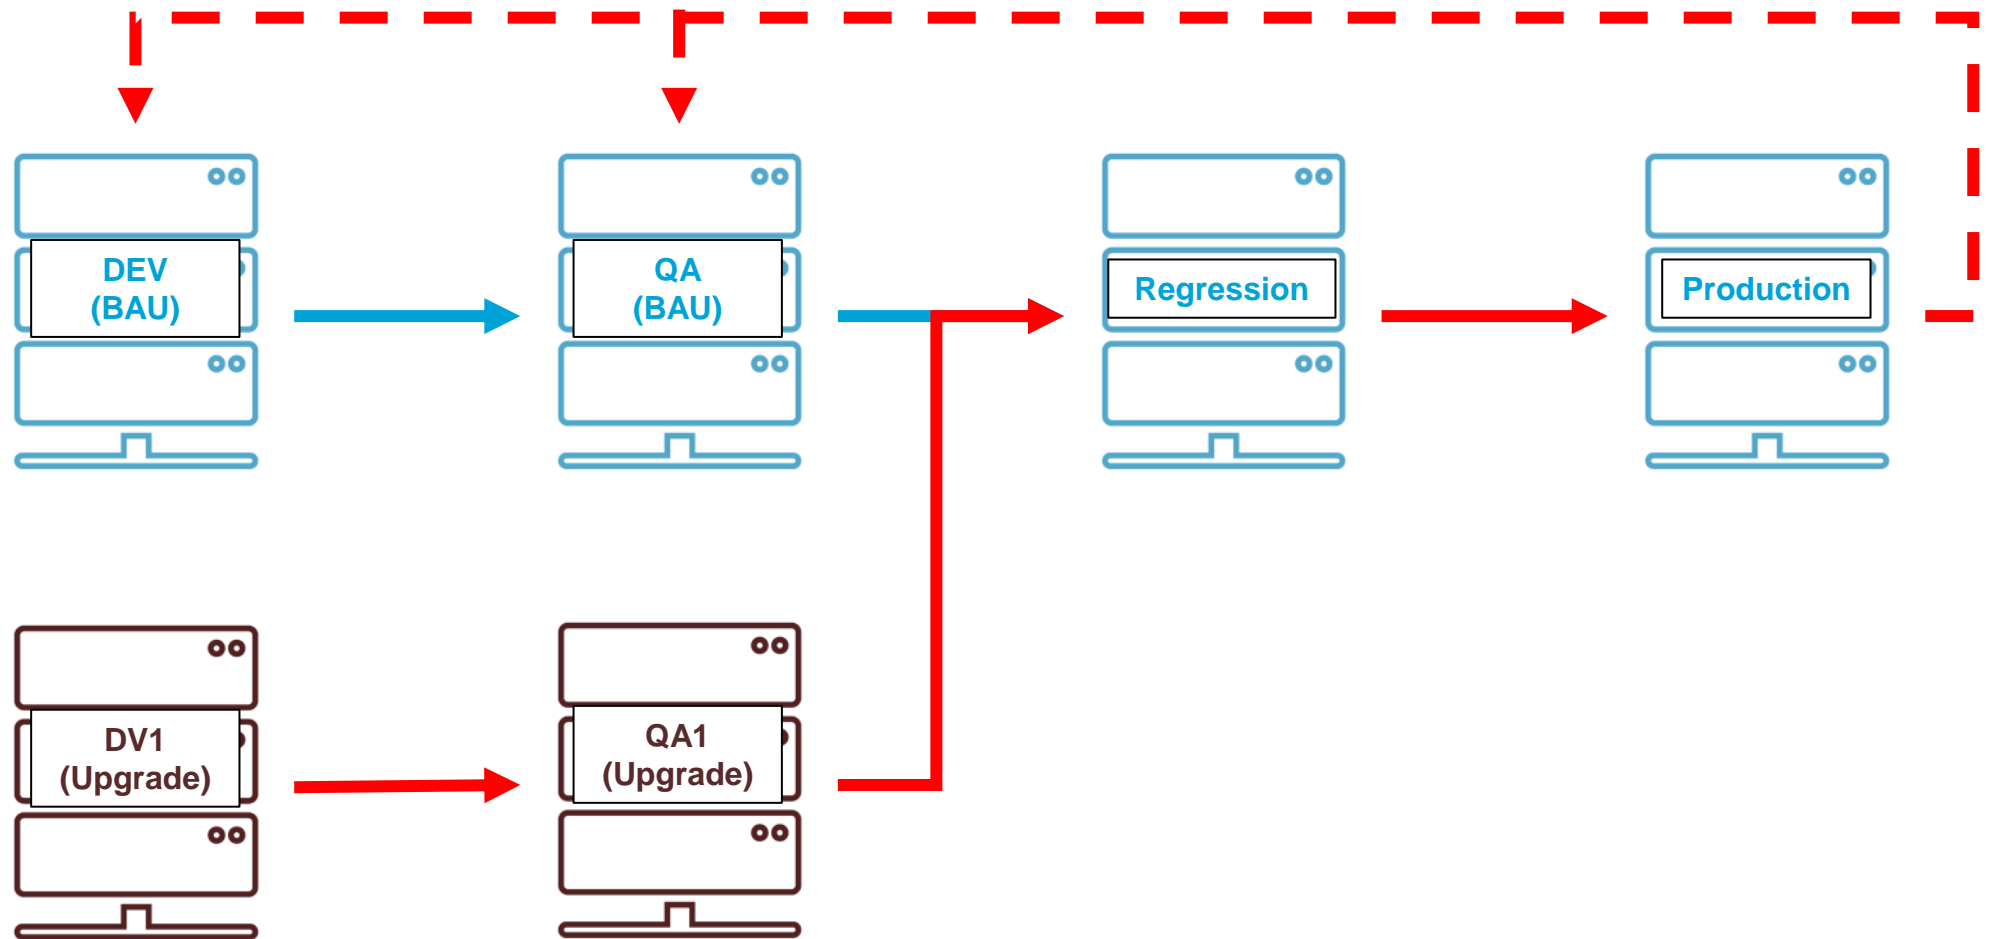 DEV
(BAU)
QA
(BAU)
Regression
Production
DV1
(Upgrade)
QA1
(Upgrade)